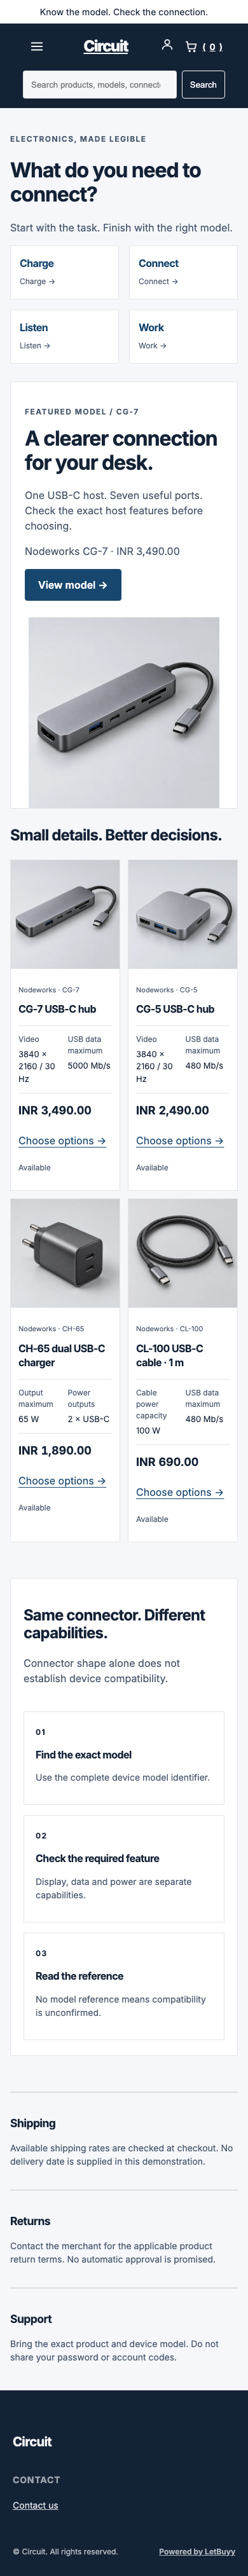 Know the model. Check the connection.
Circuit
( 0 )
Search products, models, connecti
Search
ELECTRONICS, MADE LEGIBLE
What do you need to
connect?
Start with the task. Finish with the right model.
Charge
Charge →
Connect
Connect →
Listen
Listen →
Work
Work →
FEATURED MODEL / CG-7
A clearer connection
for your desk.
One USB-C host. Seven useful ports.
Check the exact host features before
choosing.
Nodeworks CG-7 · INR 3,490.00
View model →
Small details. Better decisions.
Nodeworks · CG-7
CG-7 USB-C hub
Video
3840 ×
2160 / 30
Hz
USB data
maximum
5000 Mb/s
INR 3,490.00
Choose options →
Available
Nodeworks · CG-5
CG-5 USB-C hub
Video
3840 ×
2160 / 30
Hz
USB data
maximum
480 Mb/s
INR 2,490.00
Choose options →
Available
Nodeworks · CH-65
CH-65 dual USB-C
charger
Output
maximum
65 W
Power
outputs
2 × USB-C
INR 1,890.00
Choose options →
Available
Nodeworks · CL-100
CL-100 USB-C
cable · 1 m
Cable
power
capacity
100 W
USB data
maximum
480 Mb/s
INR 690.00
Choose options →
Available
Same connector. Different
capabilities.
Connector shape alone does not
establish device compatibility.
01
Find the exact model
Use the complete device model identifier.
02
Check the required feature
Display, data and power are separate
capabilities.
03
Read the reference
No model reference means compatibility
is unconfirmed.
Shipping
Available shipping rates are checked at checkout. No
delivery date is supplied in this demonstration.
Returns
Contact the merchant for the applicable product
return terms. No automatic approval is promised.
Support
Bring the exact product and device model. Do not
share your password or account codes.
Circuit
CONTACT
Contact us
© Circuit. All rights reserved.
Powered by LetBuyy